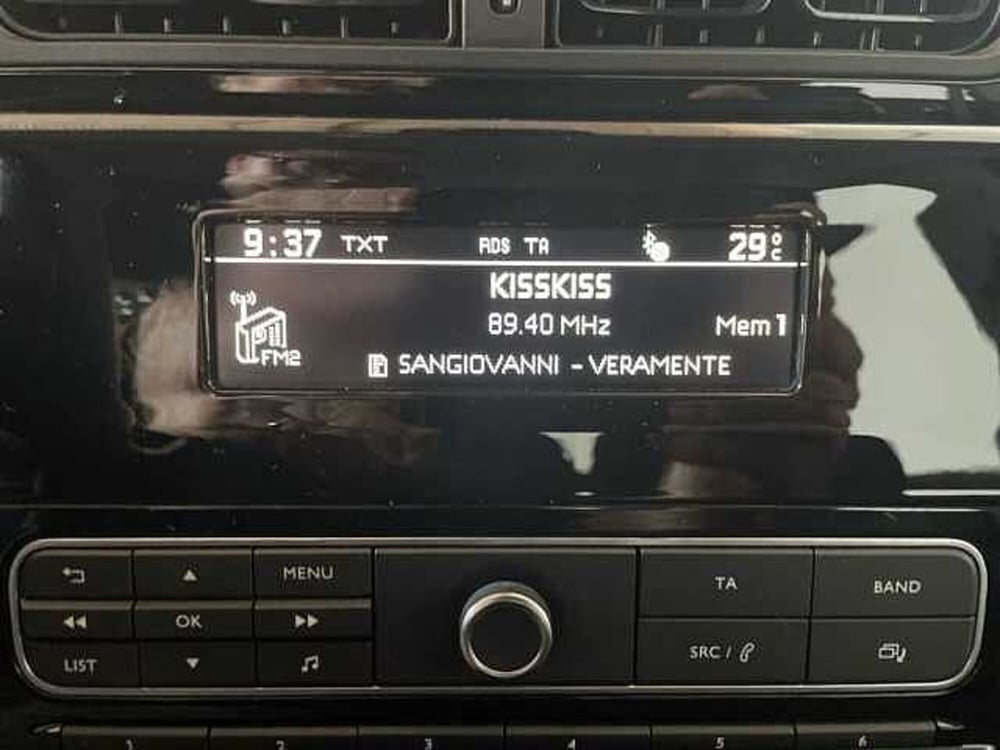 9:37 TXT RDS TA 29°C
KISSKISS
89.40 MHz Mem 1
FM2
SANGIOVANNI - VERAMENTE
MENU
TA BAND
OK
LIST SRC /
1 2 3 4 5 6